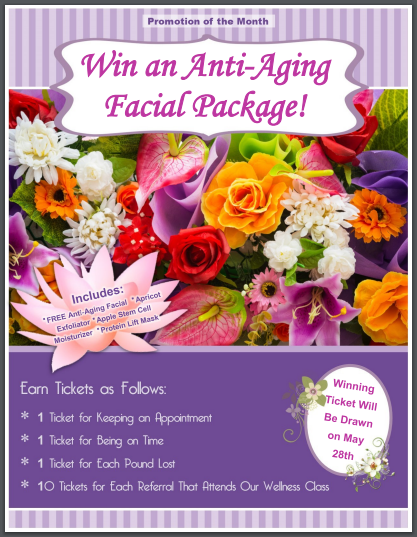 Promotion of the Month
Win an Anti-Aging
Facial Package!
Includes:
*FREE Anti-Aging Facial *Apricot
Exfoliator *Apple Stem Cell
Moisturizer *Protein Lift Mask
Earn Tickets as Follows:
* 1 Ticket for Keeping an Appointment
* 1 Ticket for Being on Time
* 1 Ticket for Each Pound Lost
* 10 Tickets for Each Referral That Attends Our Wellness Class
Winning
Ticket Will
Be Drawn
on May
28th